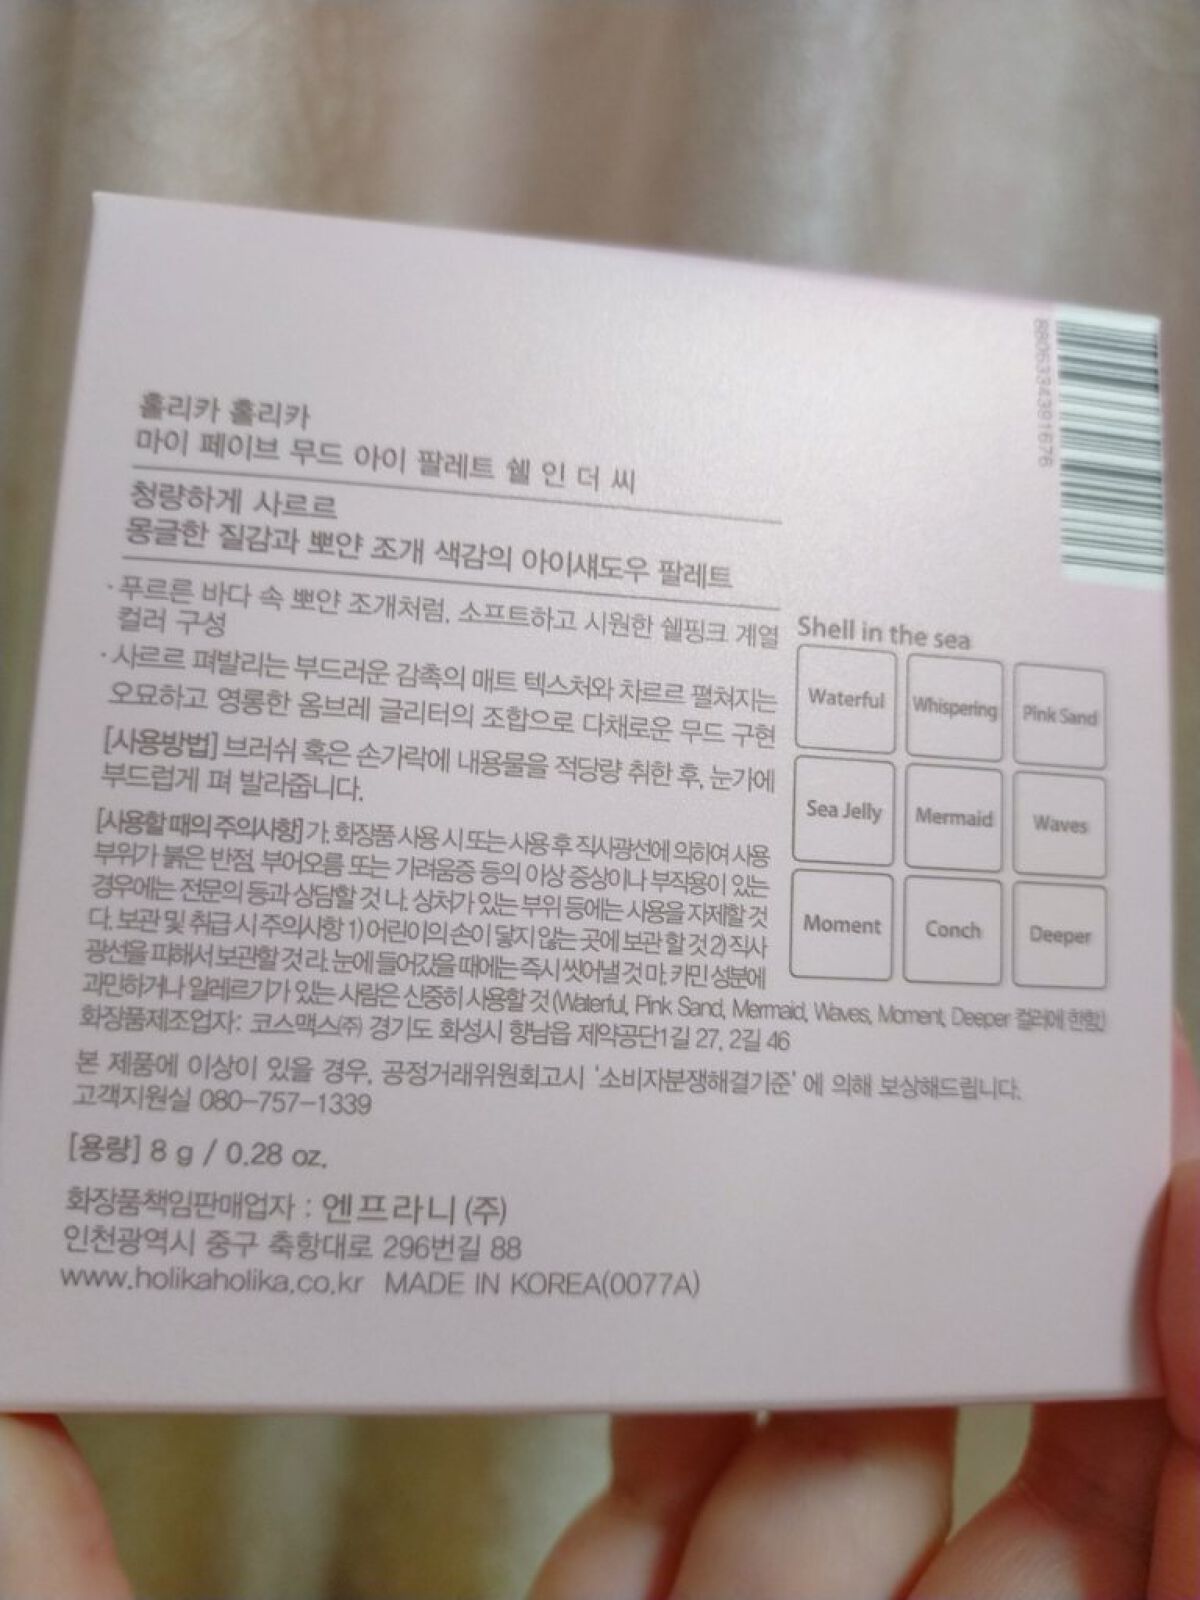 홀리카 홀리카
마이 페이브 무드 아이 팔레트 쉘 인 더 씨
청량하게 사르르
몽글한 질감과 뽀얀 조개 색감의 아이섀도우 팔레트
· 푸르른 바다 속 뽀얀 조개처럼, 소프트하고 시원한 쉘핑크 계열
컬러 구성
· 사르르 펴발리는 부드러운 감촉의 매트 텍스처와 차르르 펼쳐지는
오묘하고 영롱한 옴브레 글리터의 조합으로 다채로운 무드 구현
[사용방법] 브러쉬 혹은 손가락에 내용물을 적당량 취한 후, 눈가에
부드럽게 펴 발라줍니다.
[사용할 때의 주의사항] 가. 화장품 사용 시 또는 사용 후 직사광선에 의하여 사용
부위가 붉은 반점, 부어오름 또는 가려움증 등의 이상 증상이나 부작용이 있는
경우에는 전문의 등과 상담할 것 나. 상처가 있는 부위 등에는 사용을 자제할 것
다. 보관 및 취급 시 주의사항 1) 어린이의 손이 닿지 않는 곳에 보관 할 것 2) 직사
광선을 피해서 보관할 것 라. 눈에 들어갔을 때에는 즉시 씻어낼 것 마. 카민 성분에
과민하거나 알레르기가 있는 사람은 신중히 사용할 것 (Waterful, Pink Sand, Mermaid, Waves, Moment, Deeper 컬러에 한함)
화장품제조업자: 코스맥스(주) 경기도 화성시 향남읍 제약공단1길 27, 2길 46
본 제품에 이상이 있을 경우, 공정거래위원회고시 '소비자분쟁해결기준' 에 의해 보상해드립니다.
고객지원실 080-757-1339
[용량] 8 g / 0.28 oz.
화장품책임판매업자 : 엔프라니 (주)
인천광역시 중구 축항대로 296번길 88
www.holikaholika.co.kr MADE IN KOREA(0077A)
Shell in the sea
Waterful Whispering Pink Sand
Sea Jelly Mermaid Waves
Moment Conch Deeper
8806334391676